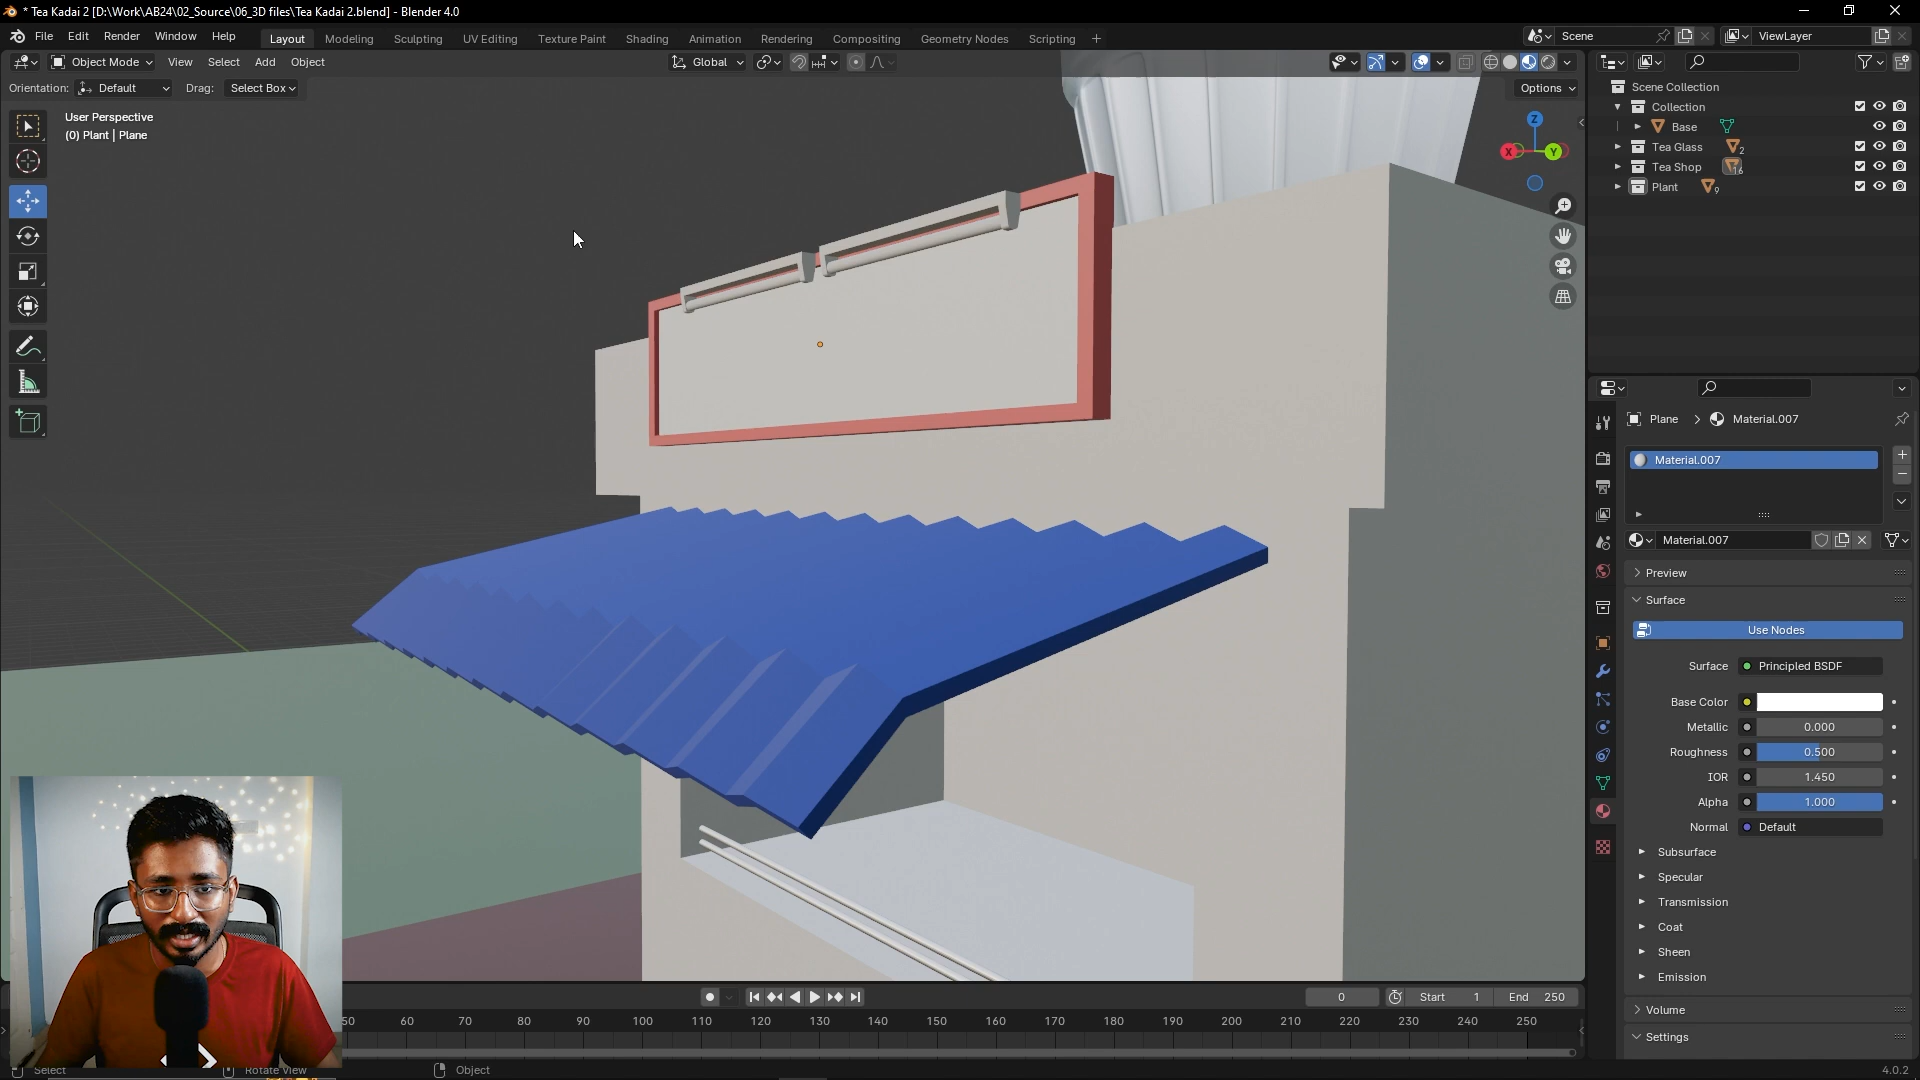 * Tea Kadai 2 [D:\Work\AB24\02_Source\06_3D files\Tea Kadai 2.blend] - Blender 4.0
File Edit Render Window Help
Layout Modeling Sculpting UV Editing Texture Paint Shading Animation Rendering Compositing Geometry Nodes Scripting +
Scene
ViewLayer
Object Mode View Select Add Object
Global
Orientation: Default Drag: Select Box
Options
User Perspective
(0) Plant | Plane
Z
X
Y
Scene Collection
Collection
Base
Tea Glass 2
Tea Shop 16
Plant 9
Plane > Material.007
Material.007
Material.007
Preview
Surface
Use Nodes
Surface Principled BSDF
Base Color
Metallic 0.000
Roughness 0.500
IOR 1.450
Alpha 1.000
Normal Default
Subsurface
Specular
Transmission
Coat
Sheen
Emission
Volume
Settings
0 Start 1 End 250
50 60 70 80 90 100 110 120 130 140 150 160 170 180 190 200 210 220 230 240 250
Select Rotate View Object
4.0.2